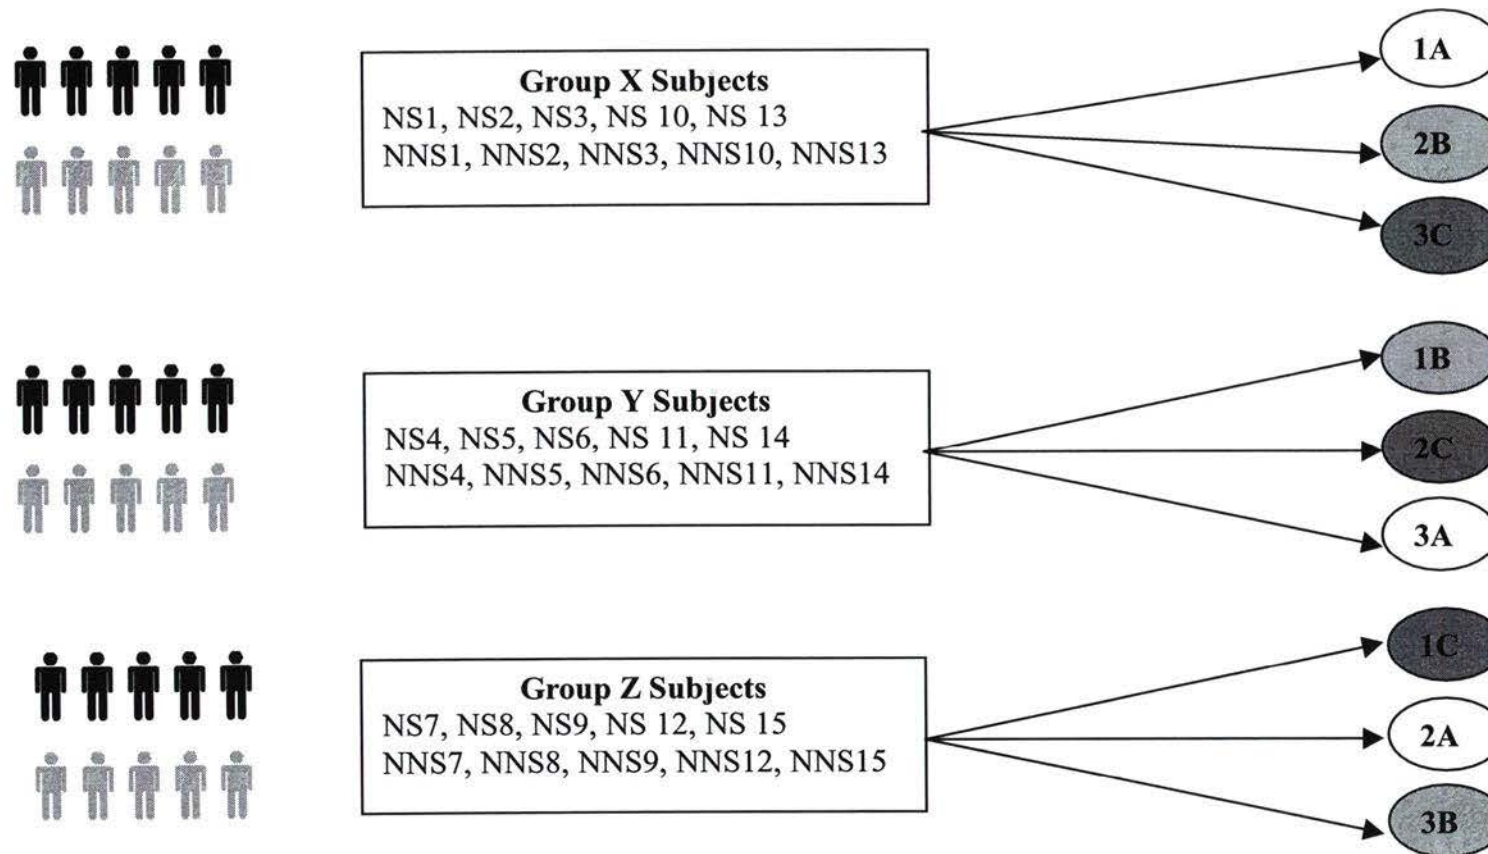 Group X Subjects
NS1, NS2, NS3, NS 10, NS 13
NNS1, NNS2, NNS3, NNS10, NNS13
1A
2B
3C
Group Y Subjects
NS4, NS5, NS6, NS 11, NS 14
NNS4, NNS5, NNS6, NNS11, NNS14
1B
2C
3A
Group Z Subjects
NS7, NS8, NS9, NS 12, NS 15
NNS7, NNS8, NNS9, NNS12, NNS15
1C
2A
3B